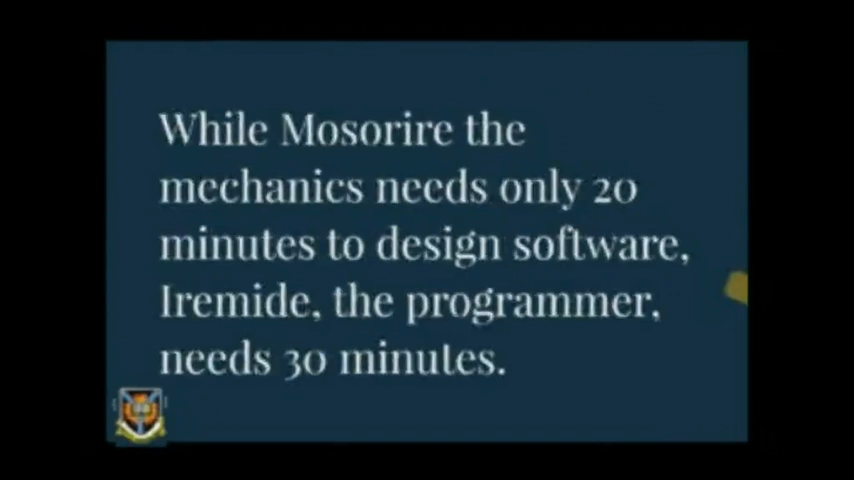 While Mosorire the
mechanics needs only 20
minutes to design software,
Iremide, the programmer,
needs 30 minutes.